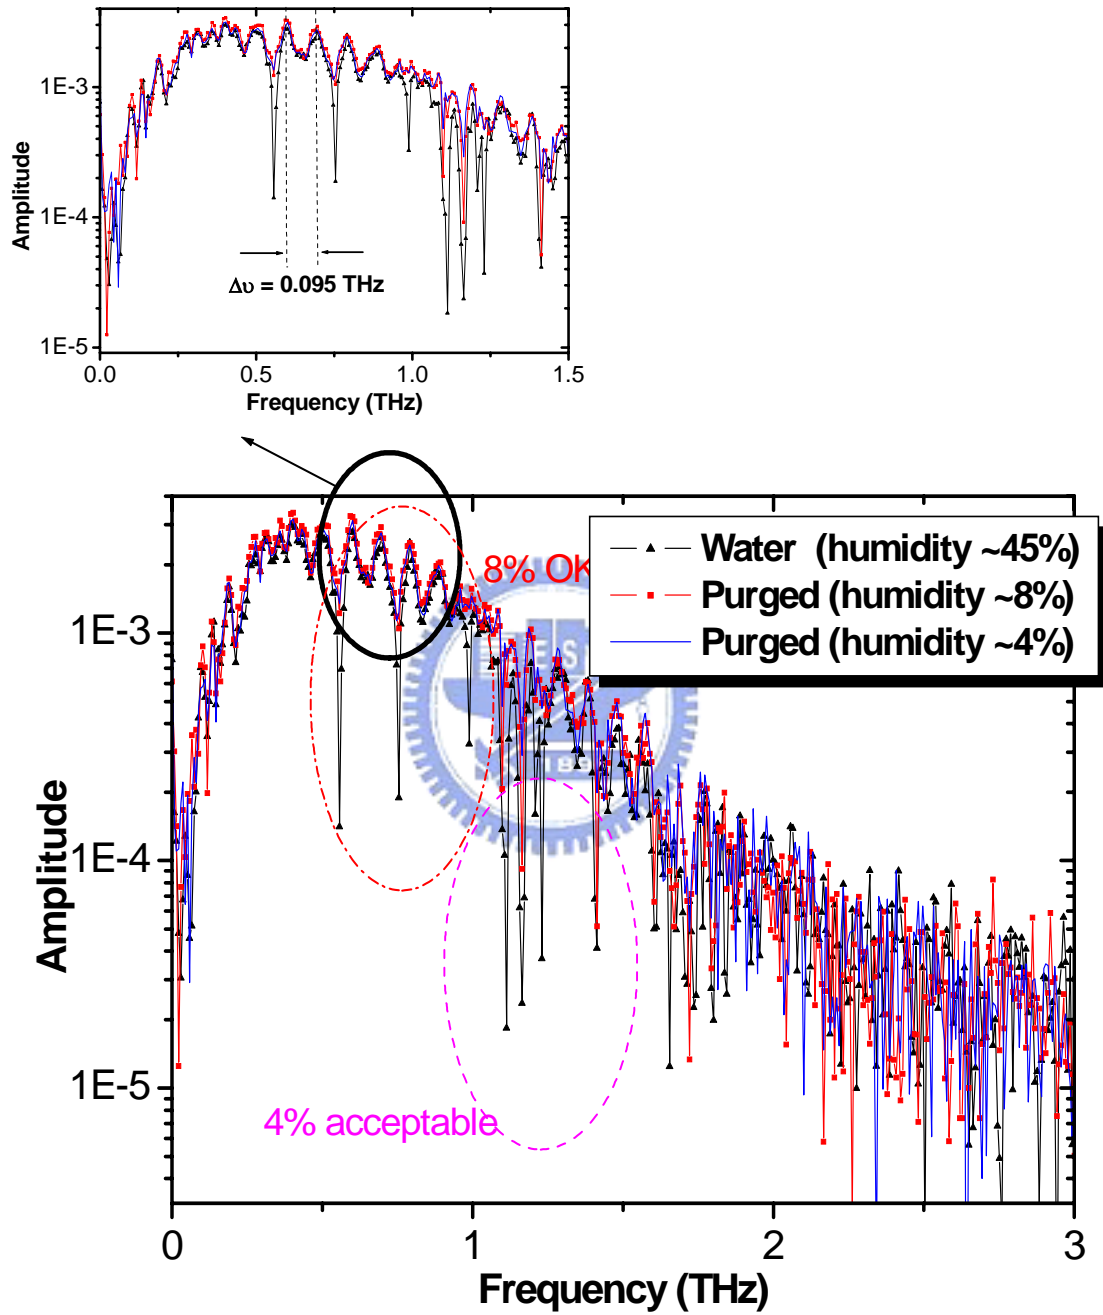 1E-3
1E-4
1E-5
Amplitude
0.0 0.5 1.0 1.5
Frequency (THz)
Δυ = 0.095 THz
8% OK
Water (humidity ~45%)
Purged (humidity ~8%)
Purged (humidity ~4%)
1E-3
1E-4
1E-5
Amplitude
4% acceptable
0 1 2 3
Frequency (THz)